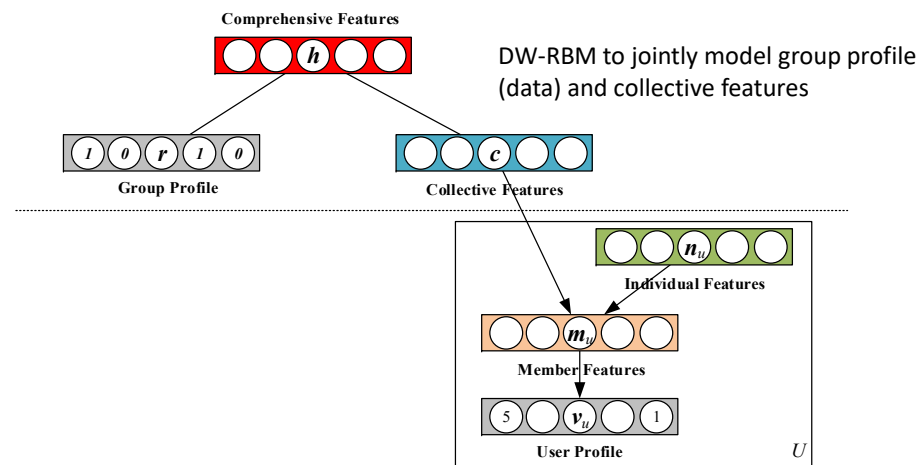 Comprehensive Features
h
DW-RBM to jointly model group profile
(data) and collective features
1 0 r 1 0
c
Group Profile
Collective Features
n_u
Individual Features
m_u
Member Features
5 v_u 1
User Profile
U